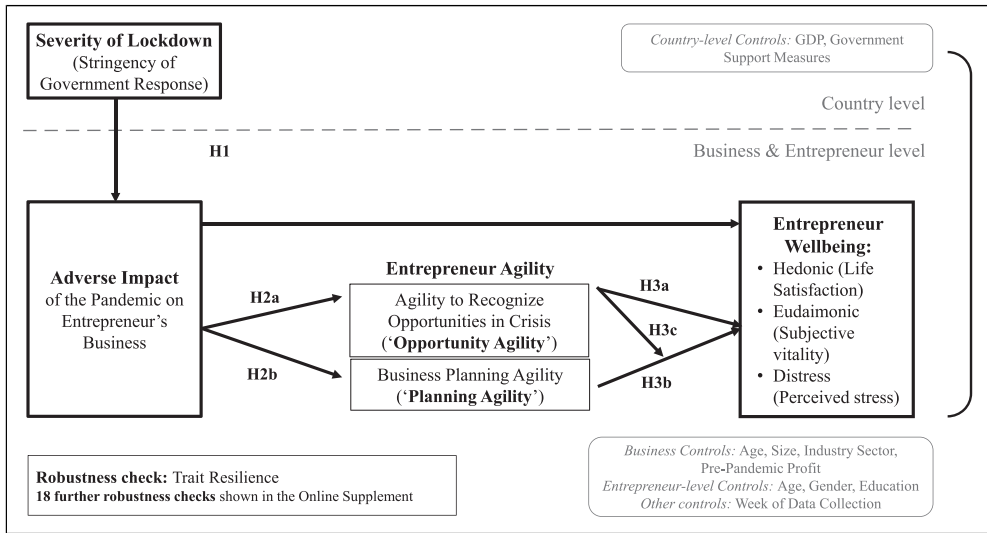 Severity of Lockdown
(Stringency of
Government Response)
Country-level Controls: GDP, Government
Support Measures
Country level
H1
Business & Entrepreneur level
Adverse Impact
of the Pandemic on
Entrepreneur's
Business
H2a
H2b
Entrepreneur Agility
Agility to Recognize
Opportunities in Crisis
('Opportunity Agility')
Business Planning Agility
('Planning Agility')
H3a
H3c
H3b
Entrepreneur
Wellbeing:
• Hedonic (Life
Satisfaction)
• Eudaimonic
(Subjective
vitality)
• Distress
(Perceived stress)
Robustness check: Trait Resilience
18 further robustness checks shown in the Online Supplement
Business Controls: Age, Size, Industry Sector,
Pre-Pandemic Profit
Entrepreneur-level Controls: Age, Gender, Education
Other controls: Week of Data Collection